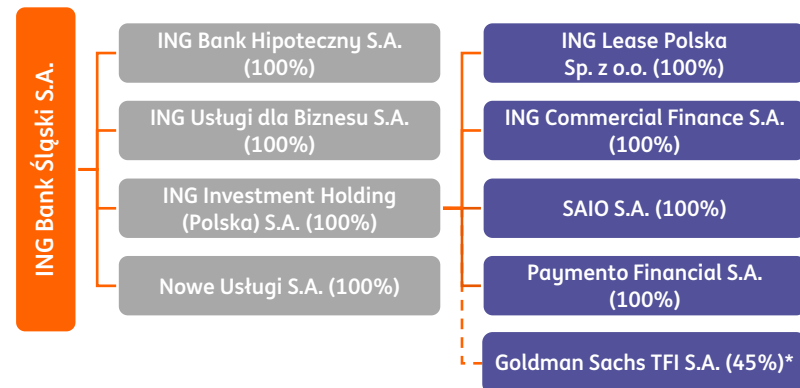 ING Bank Śląski S.A.
ING Bank Hipoteczny S.A.
(100%)
ING Usługi dla Biznesu S.A.
(100%)
ING Investment Holding
(Polska) S.A. (100%)
Nowe Usługi S.A. (100%)
ING Lease Polska
Sp. z o.o. (100%)
ING Commercial Finance S.A.
(100%)
SAIO S.A. (100%)
Paymento Financial S.A.
(100%)
Goldman Sachs TFI S.A. (45%)*